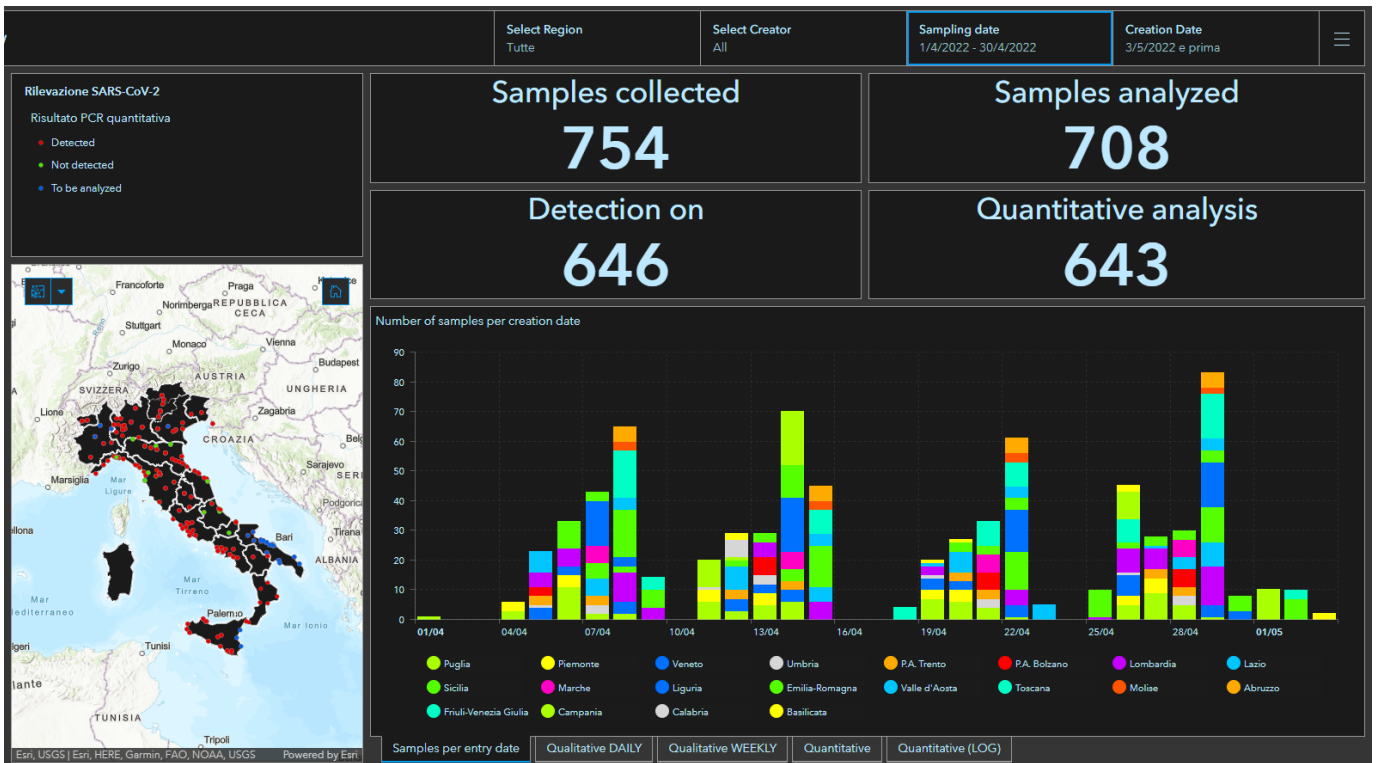 Select Region
Tutte
Select Creator
All
Sampling date
1/4/2022 - 30/4/2022
Creation Date
3/5/2022 e prima
Rilevazione SARS-CoV-2
Risultato PCR quantitativa
Detected
Not detected
To be analyzed
Samples collected
754
Samples analyzed
708
Detection on
646
Quantitative analysis
643
Francoforte
Praga
Norimberga
REPUBBLICA
CECA
Reno
Stuttgart
Monaco
Vienna
Budapest
Zurigo
AUSTRIA
SVIZZERA
UNGHERIA
Lione
Zagabria
CROAZIA
Sarajevo
Marsiglia
Mar
Ligure
Podgoric
Bari
Tirana
ALBANIA
Mar
Tirreno
Mar
Mediterraneo
Palermo
Mar Ionio
Tunisi
TUNISIA
Tripoli
Esri, USGS | Esri, HERE, Garmin, FAO, NOAA, USGS
Powered by Esri
Number of samples per creation date
90
80
70
60
50
40
30
20
10
0
01/04
04/04
07/04
10/04
13/04
16/04
19/04
22/04
25/04
28/04
01/05
Puglia
Piemonte
Veneto
Umbria
P.A. Trento
P.A. Bolzano
Lombardia
Lazio
Sicilia
Marche
Liguria
Emilia-Romagna
Valle d'Aosta
Toscana
Molise
Abruzzo
Friuli-Venezia Giulia
Campania
Calabria
Basilicata
Samples per entry date
Qualitative DAILY
Qualitative WEEKLY
Quantitative
Quantitative (LOG)